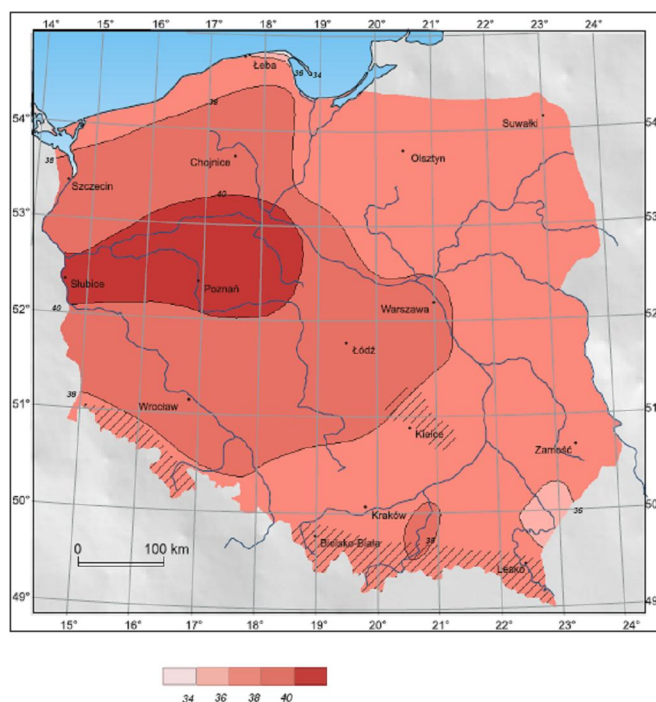 14° 15° 16° 17° 18° 19° 20° 21° 22° 23° 24°
Łeba
36
34
54°
Suwałki
54
38
36
Chojnice
Olsztyn
Szczecin
40
53°
53
Słubice
Poznań
52°
40
Warszawa
52
Łódź
38
Wrocław
51°
51
Kielce
Zamość
50°
36
50
Kraków
0 100 km
Bielsko-Biała
38
Lesko
49°
49
15° 16° 17° 18° 19° 20° 21° 22° 23°
34 36 38 40